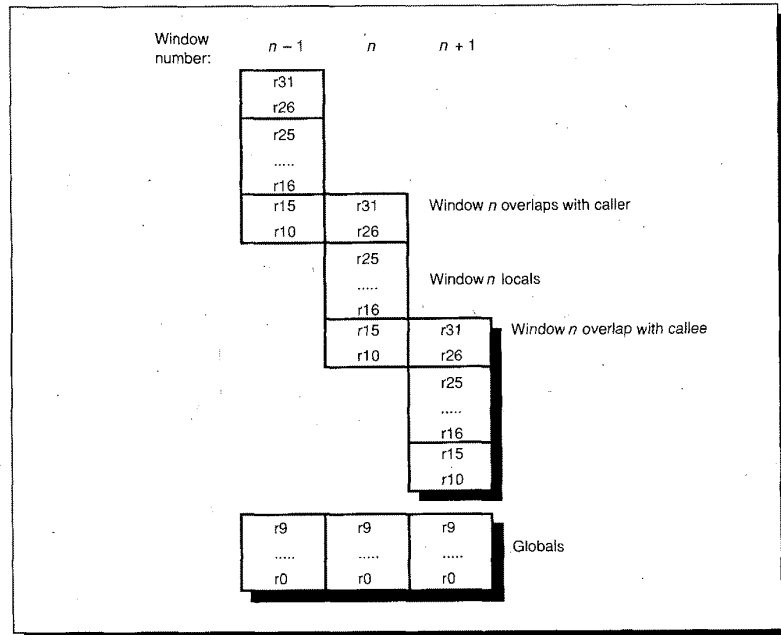 Window number: n – 1 n n + 1
r31
r26
r25
.....
r16
r15 r31 Window n overlaps with caller
r10 r26
r25
..... Window n locals
r16
r15 r31 Window n overlap with callee
r10 r26
r25
.....
r16
r15
r10
r9 r9 r9
..... ..... ..... Globals
r0 r0 r0